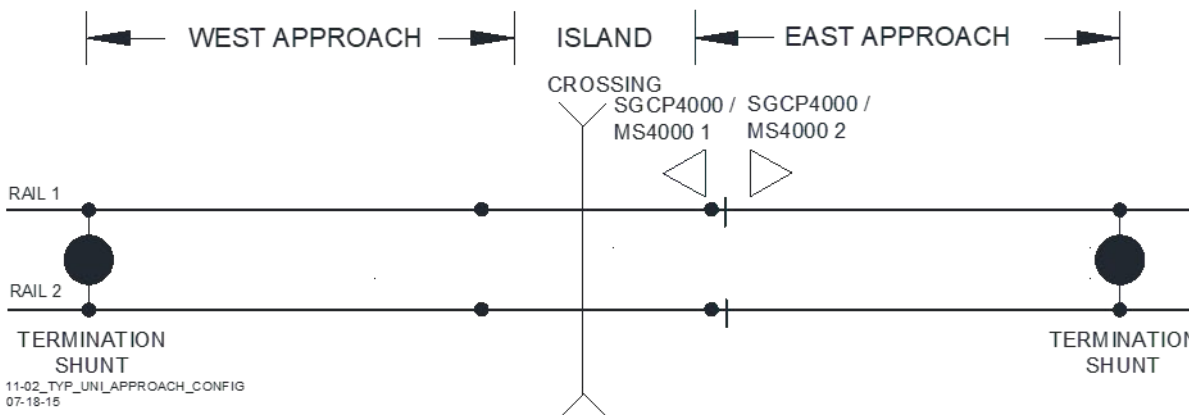 WEST APPROACH
ISLAND
EAST APPROACH
CROSSING
SGCP4000 /
MS4000 1
SGCP4000 /
MS4000 2
RAIL 1
RAIL 2
TERMINATION
SHUNT
TERMINATION
SHUNT
11-02_TYP_UNI_APPROACH_CONFIG
07-18-15